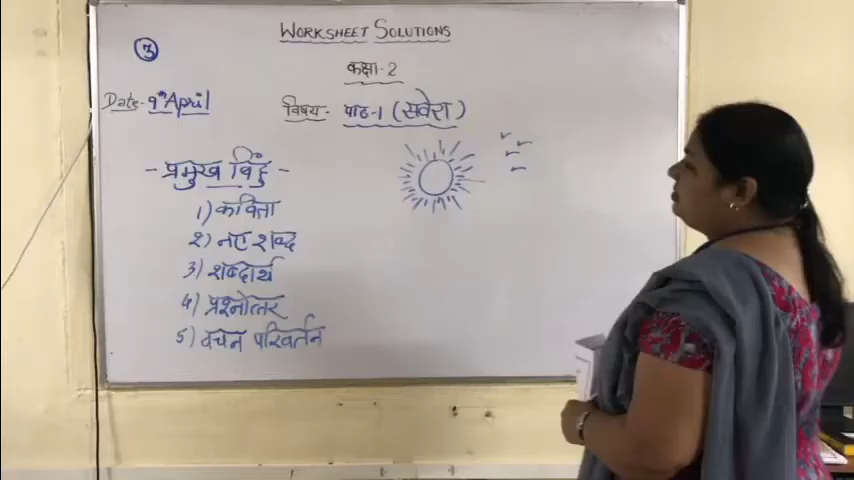 WORKSHEET SOLUTIONS
3
कक्षा-2
Date- 9th April
विषय- पाठ-1 (सवेरा)
- प्रमुख बिंदु -
1) कविता
2) नए शब्द
3) शब्दार्थ
4) प्रश्नोत्तर
5) वचन परिवर्तन